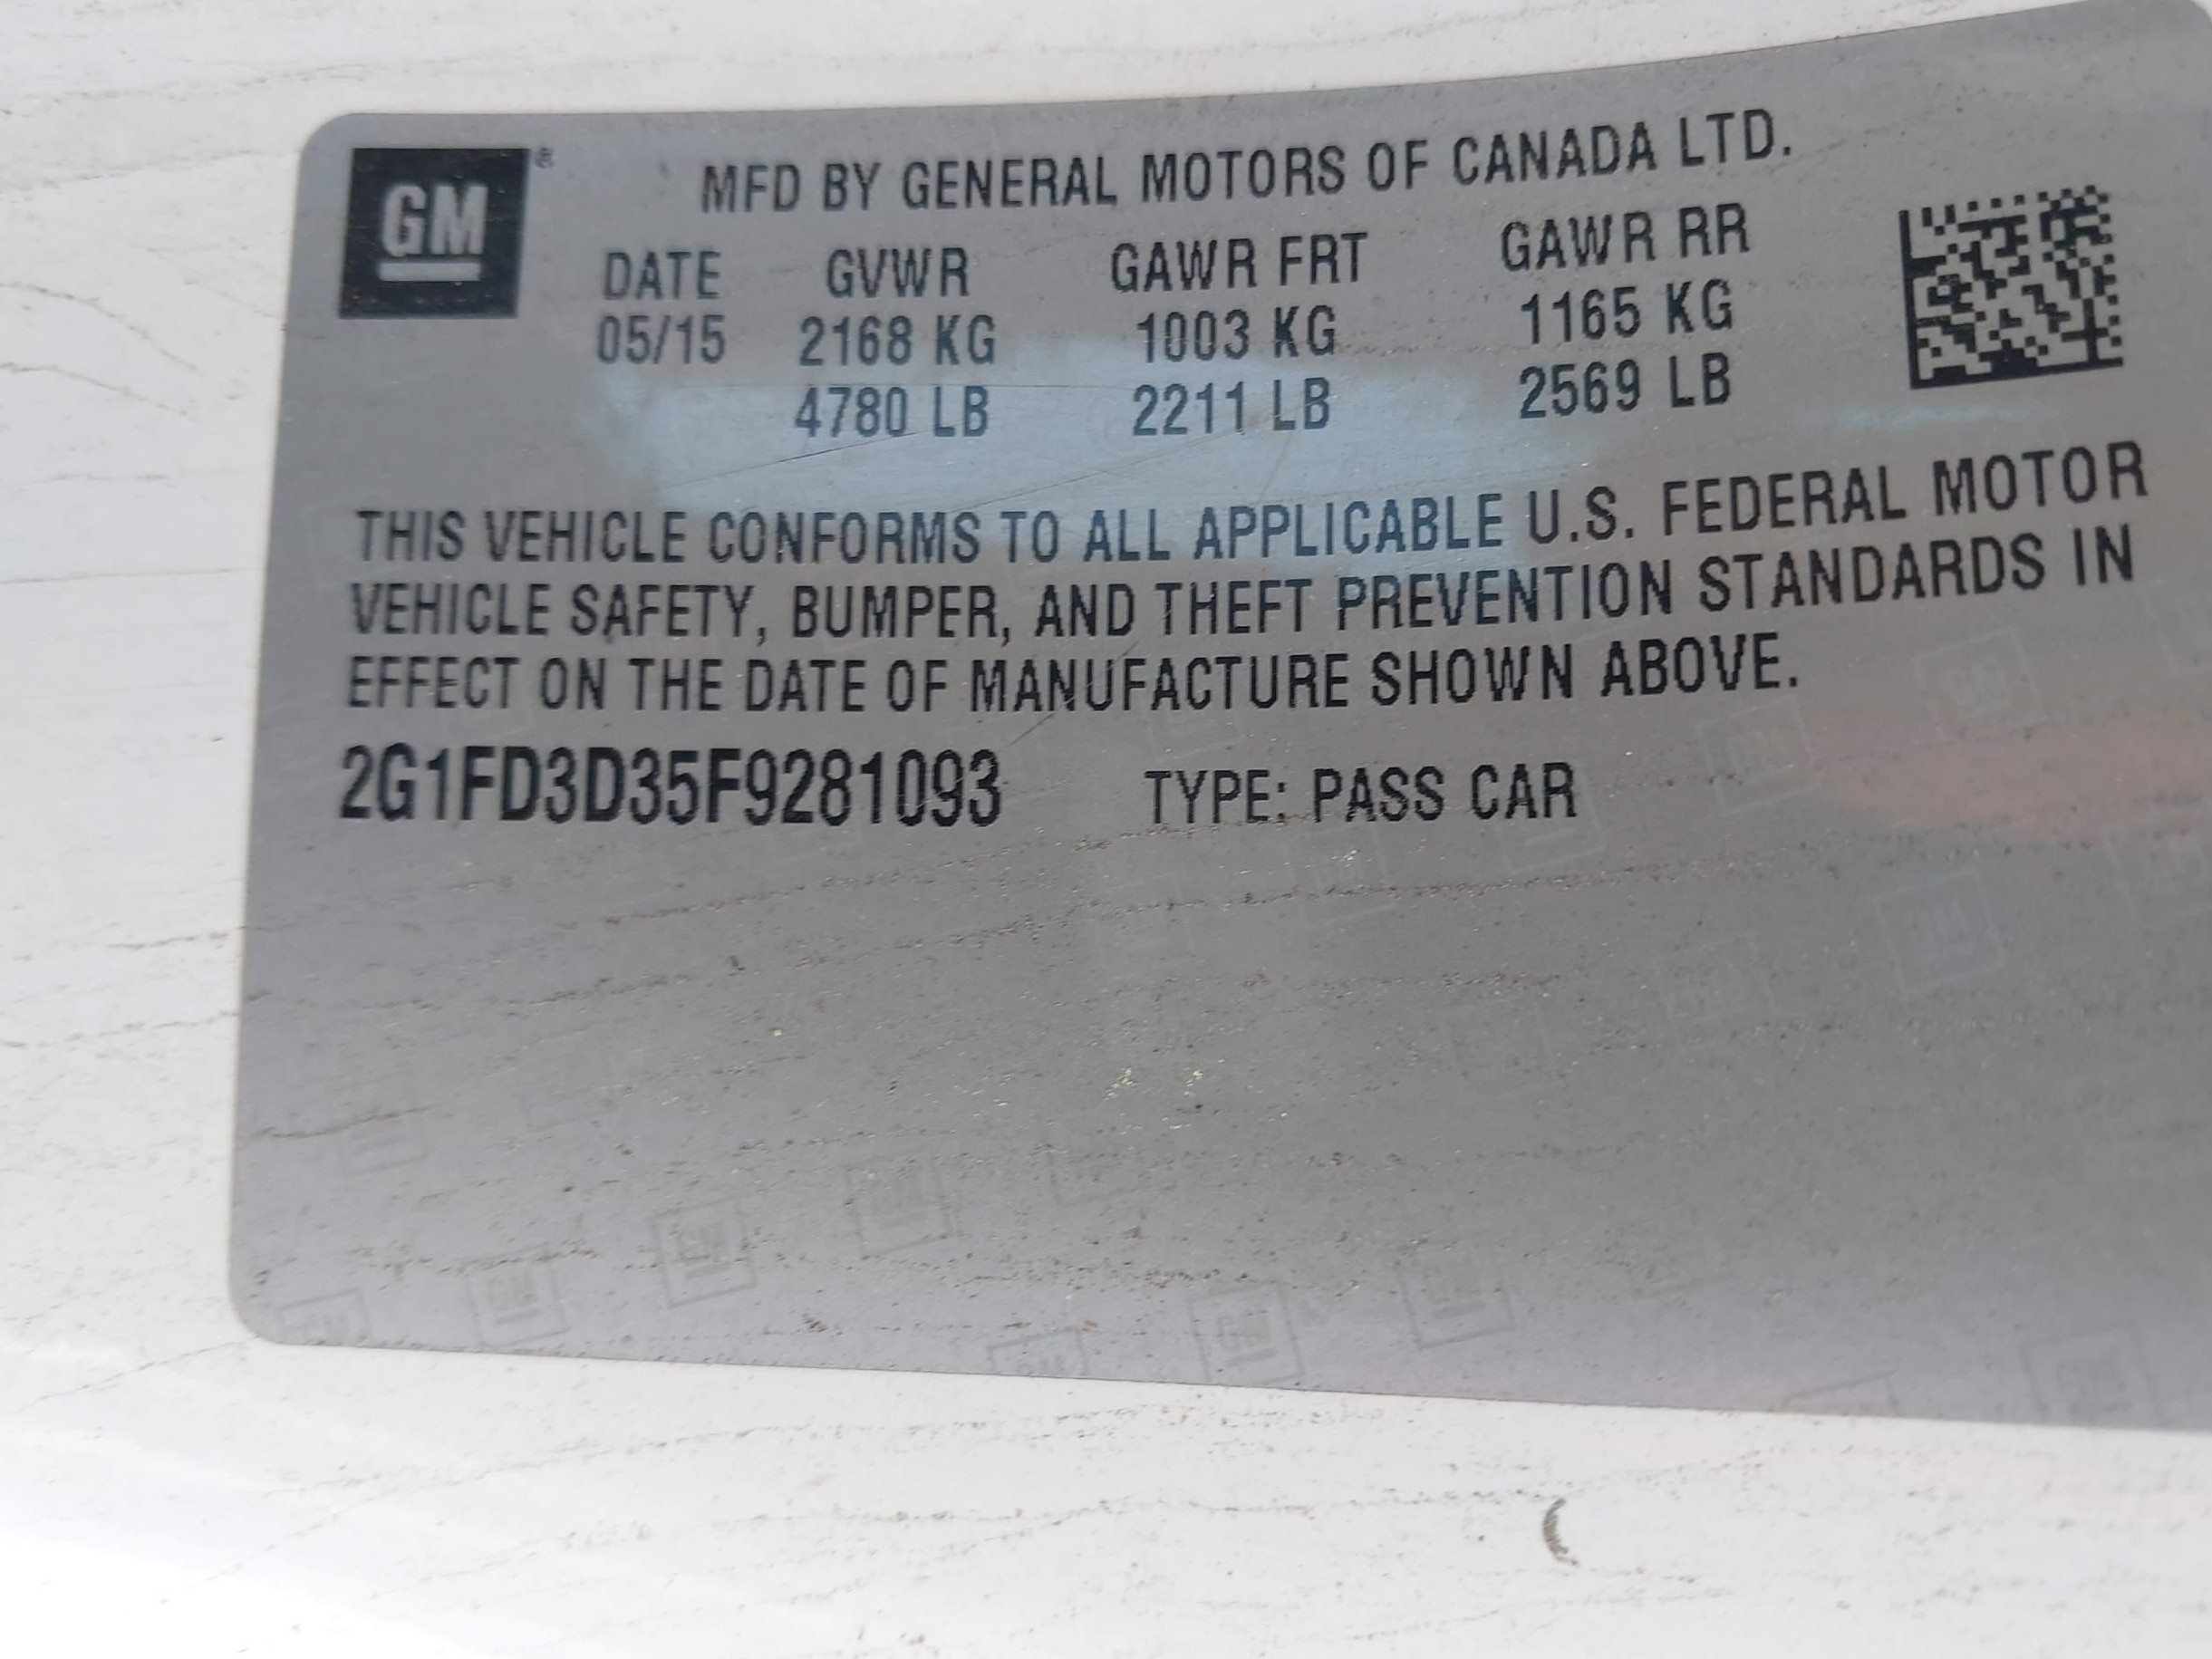 GM ®
MFD BY GENERAL MOTORS OF CANADA LTD.
DATE GVWR GAWR FRT GAWR RR
05/15 2168 KG 1003 KG 1165 KG
4780 LB 2211 LB 2569 LB
THIS VEHICLE CONFORMS TO ALL APPLICABLE U.S. FEDERAL MOTOR
VEHICLE SAFETY, BUMPER, AND THEFT PREVENTION STANDARDS IN
EFFECT ON THE DATE OF MANUFACTURE SHOWN ABOVE.
2G1FD3D35F9281093 TYPE: PASS CAR